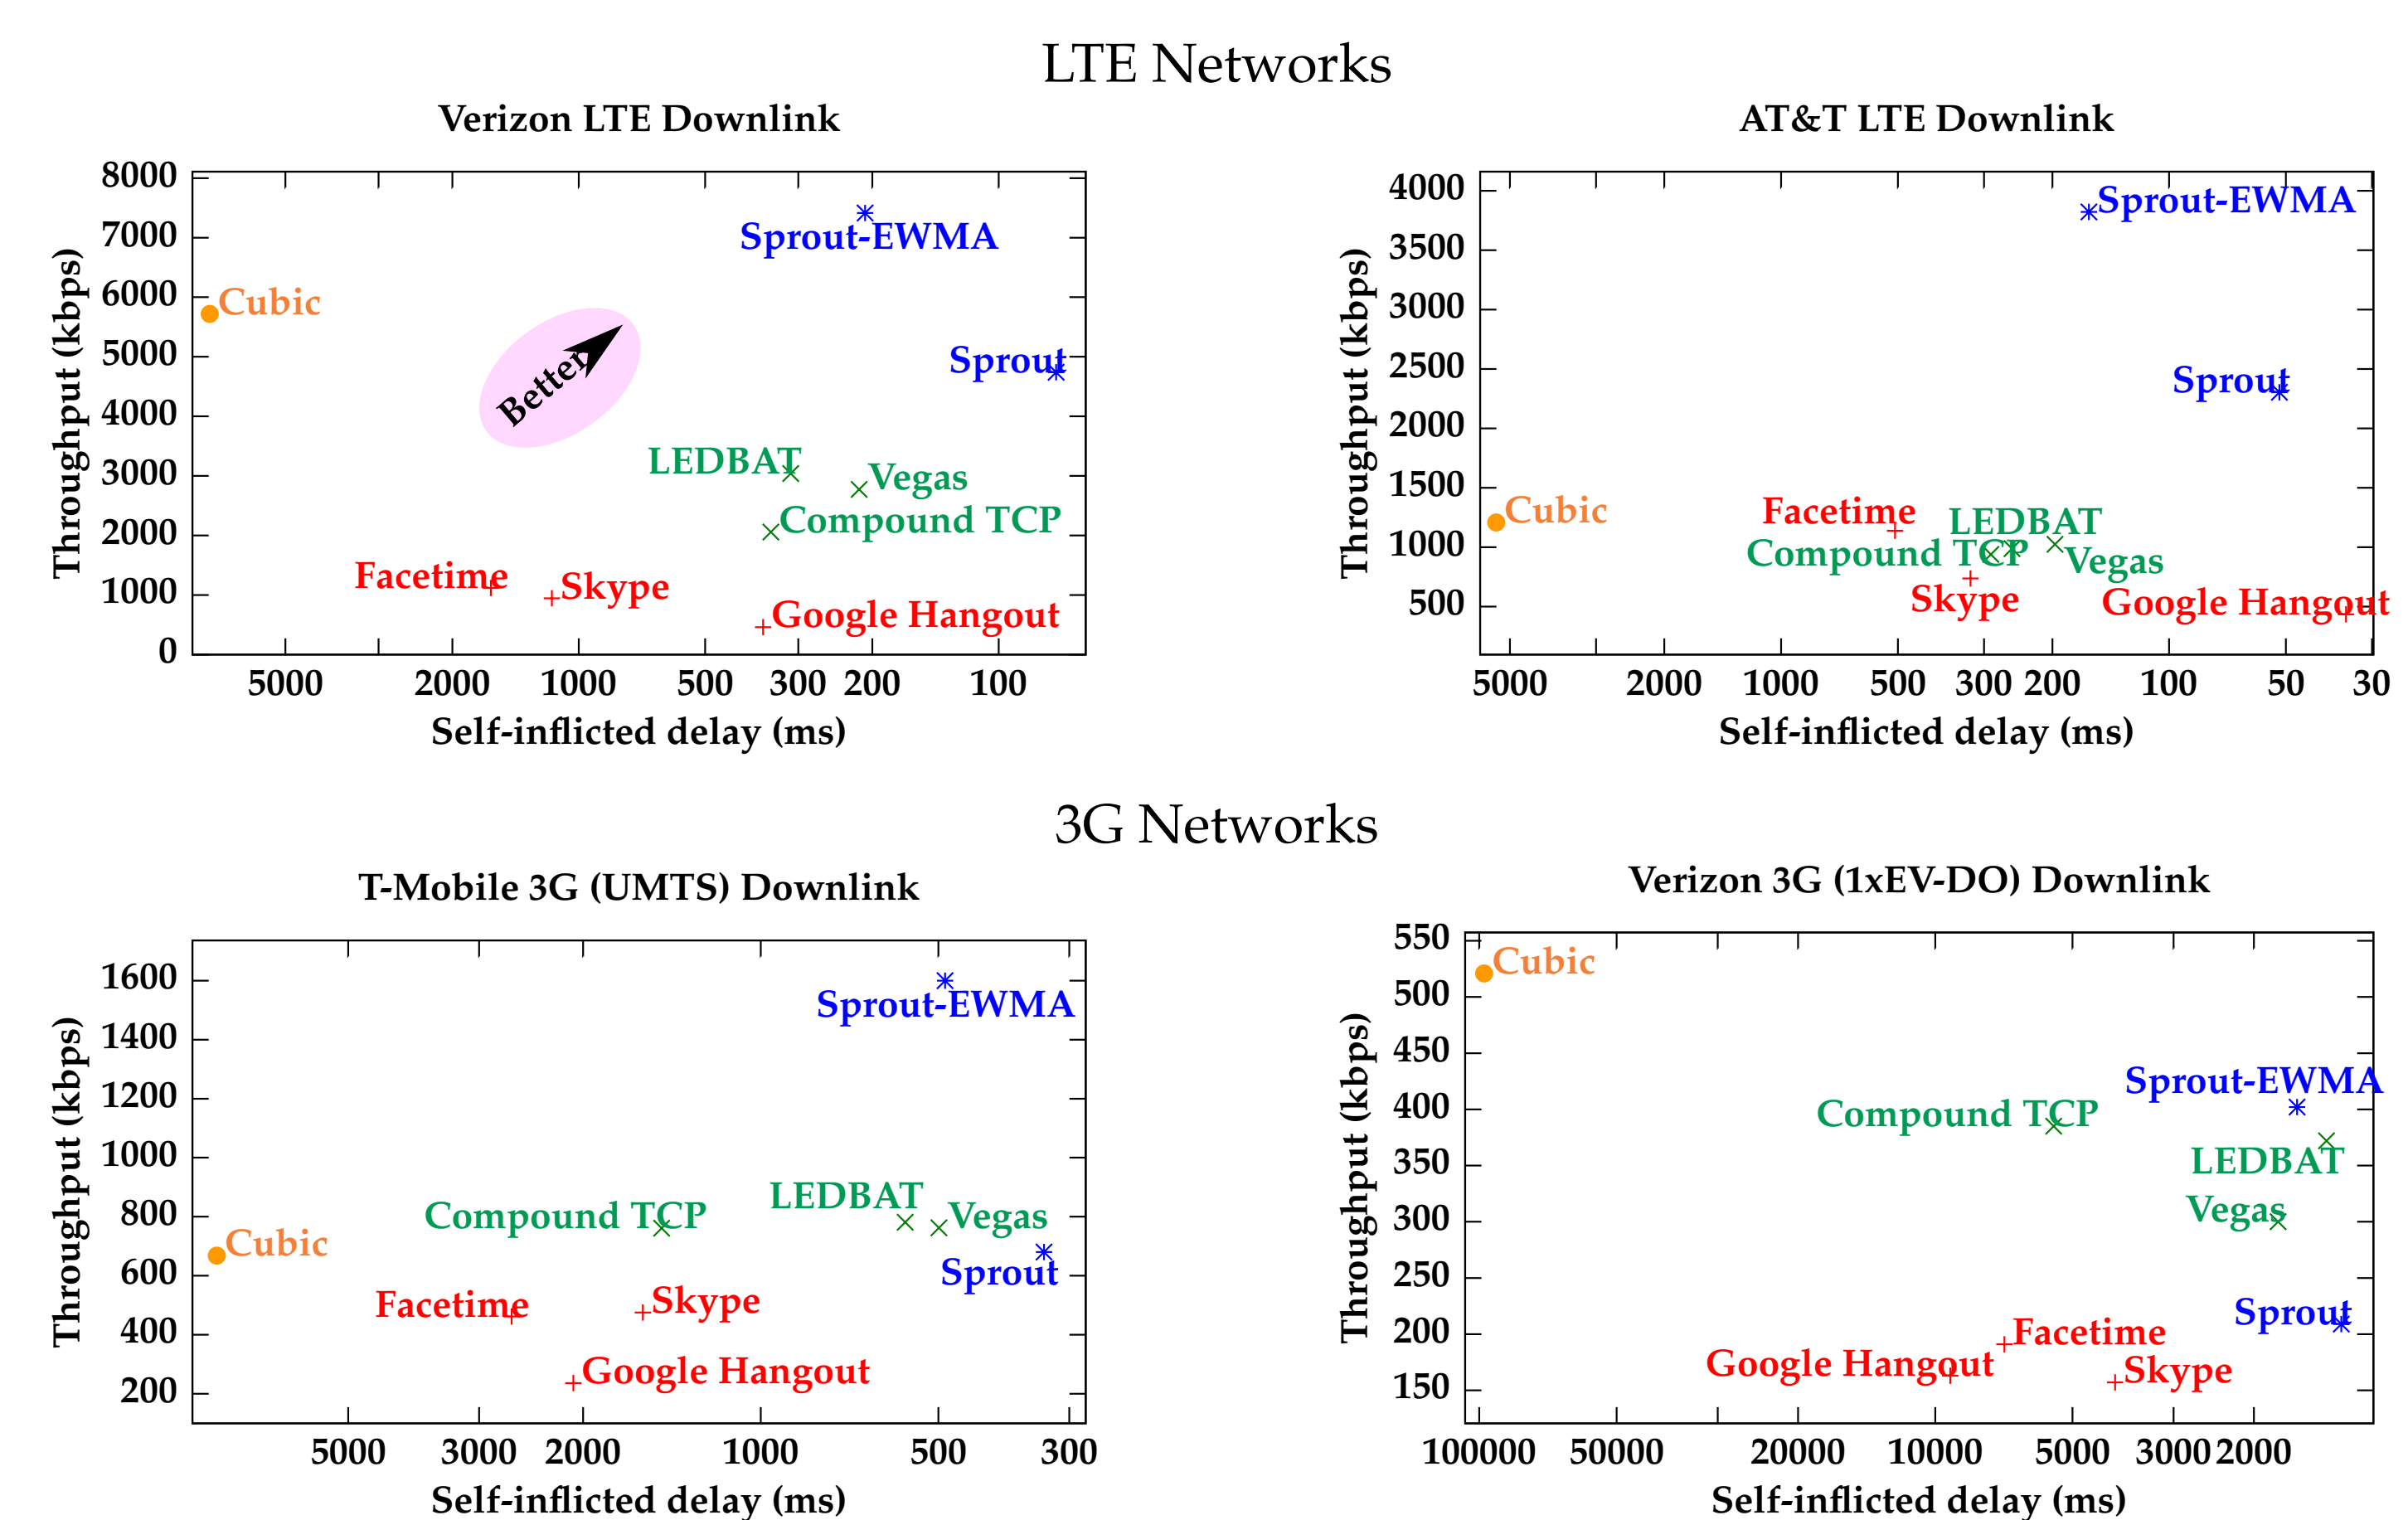 LTE Networks
Verizon LTE Downlink
8000
7000
6000
5000
4000
3000
2000
1000
0
Throughput (kbps)
Sprout-EWMA
Cubic
Better
Sprout
LEDBAT
Vegas
Compound TCP
Facetime
Skype
Google Hangout
5000 2000 1000 500 300 200 100
Self-inflicted delay (ms)
AT&T LTE Downlink
4000
3500
3000
2500
2000
1500
1000
500
Throughput (kbps)
Sprout-EWMA
Sprout
Cubic
Facetime
LEDBAT
Compound TCP
Vegas
Skype
Google Hangout
5000 2000 1000 500 300 200 100 50 30
Self-inflicted delay (ms)
3G Networks
T-Mobile 3G (UMTS) Downlink
1600
1400
1200
1000
800
600
400
200
Throughput (kbps)
Sprout-EWMA
LEDBAT
Compound TCP
Vegas
Cubic
Sprout
Facetime
Skype
Google Hangout
5000 3000 2000 1000 500 300
Self-inflicted delay (ms)
Verizon 3G (1xEV-DO) Downlink
550
500
450
400
350
300
250
200
150
Throughput (kbps)
Cubic
Sprout-EWMA
Compound TCP
LEDBAT
Vegas
Sprout
Facetime
Google Hangout
Skype
100000 50000 20000 10000 5000 3000 2000
Self-inflicted delay (ms)